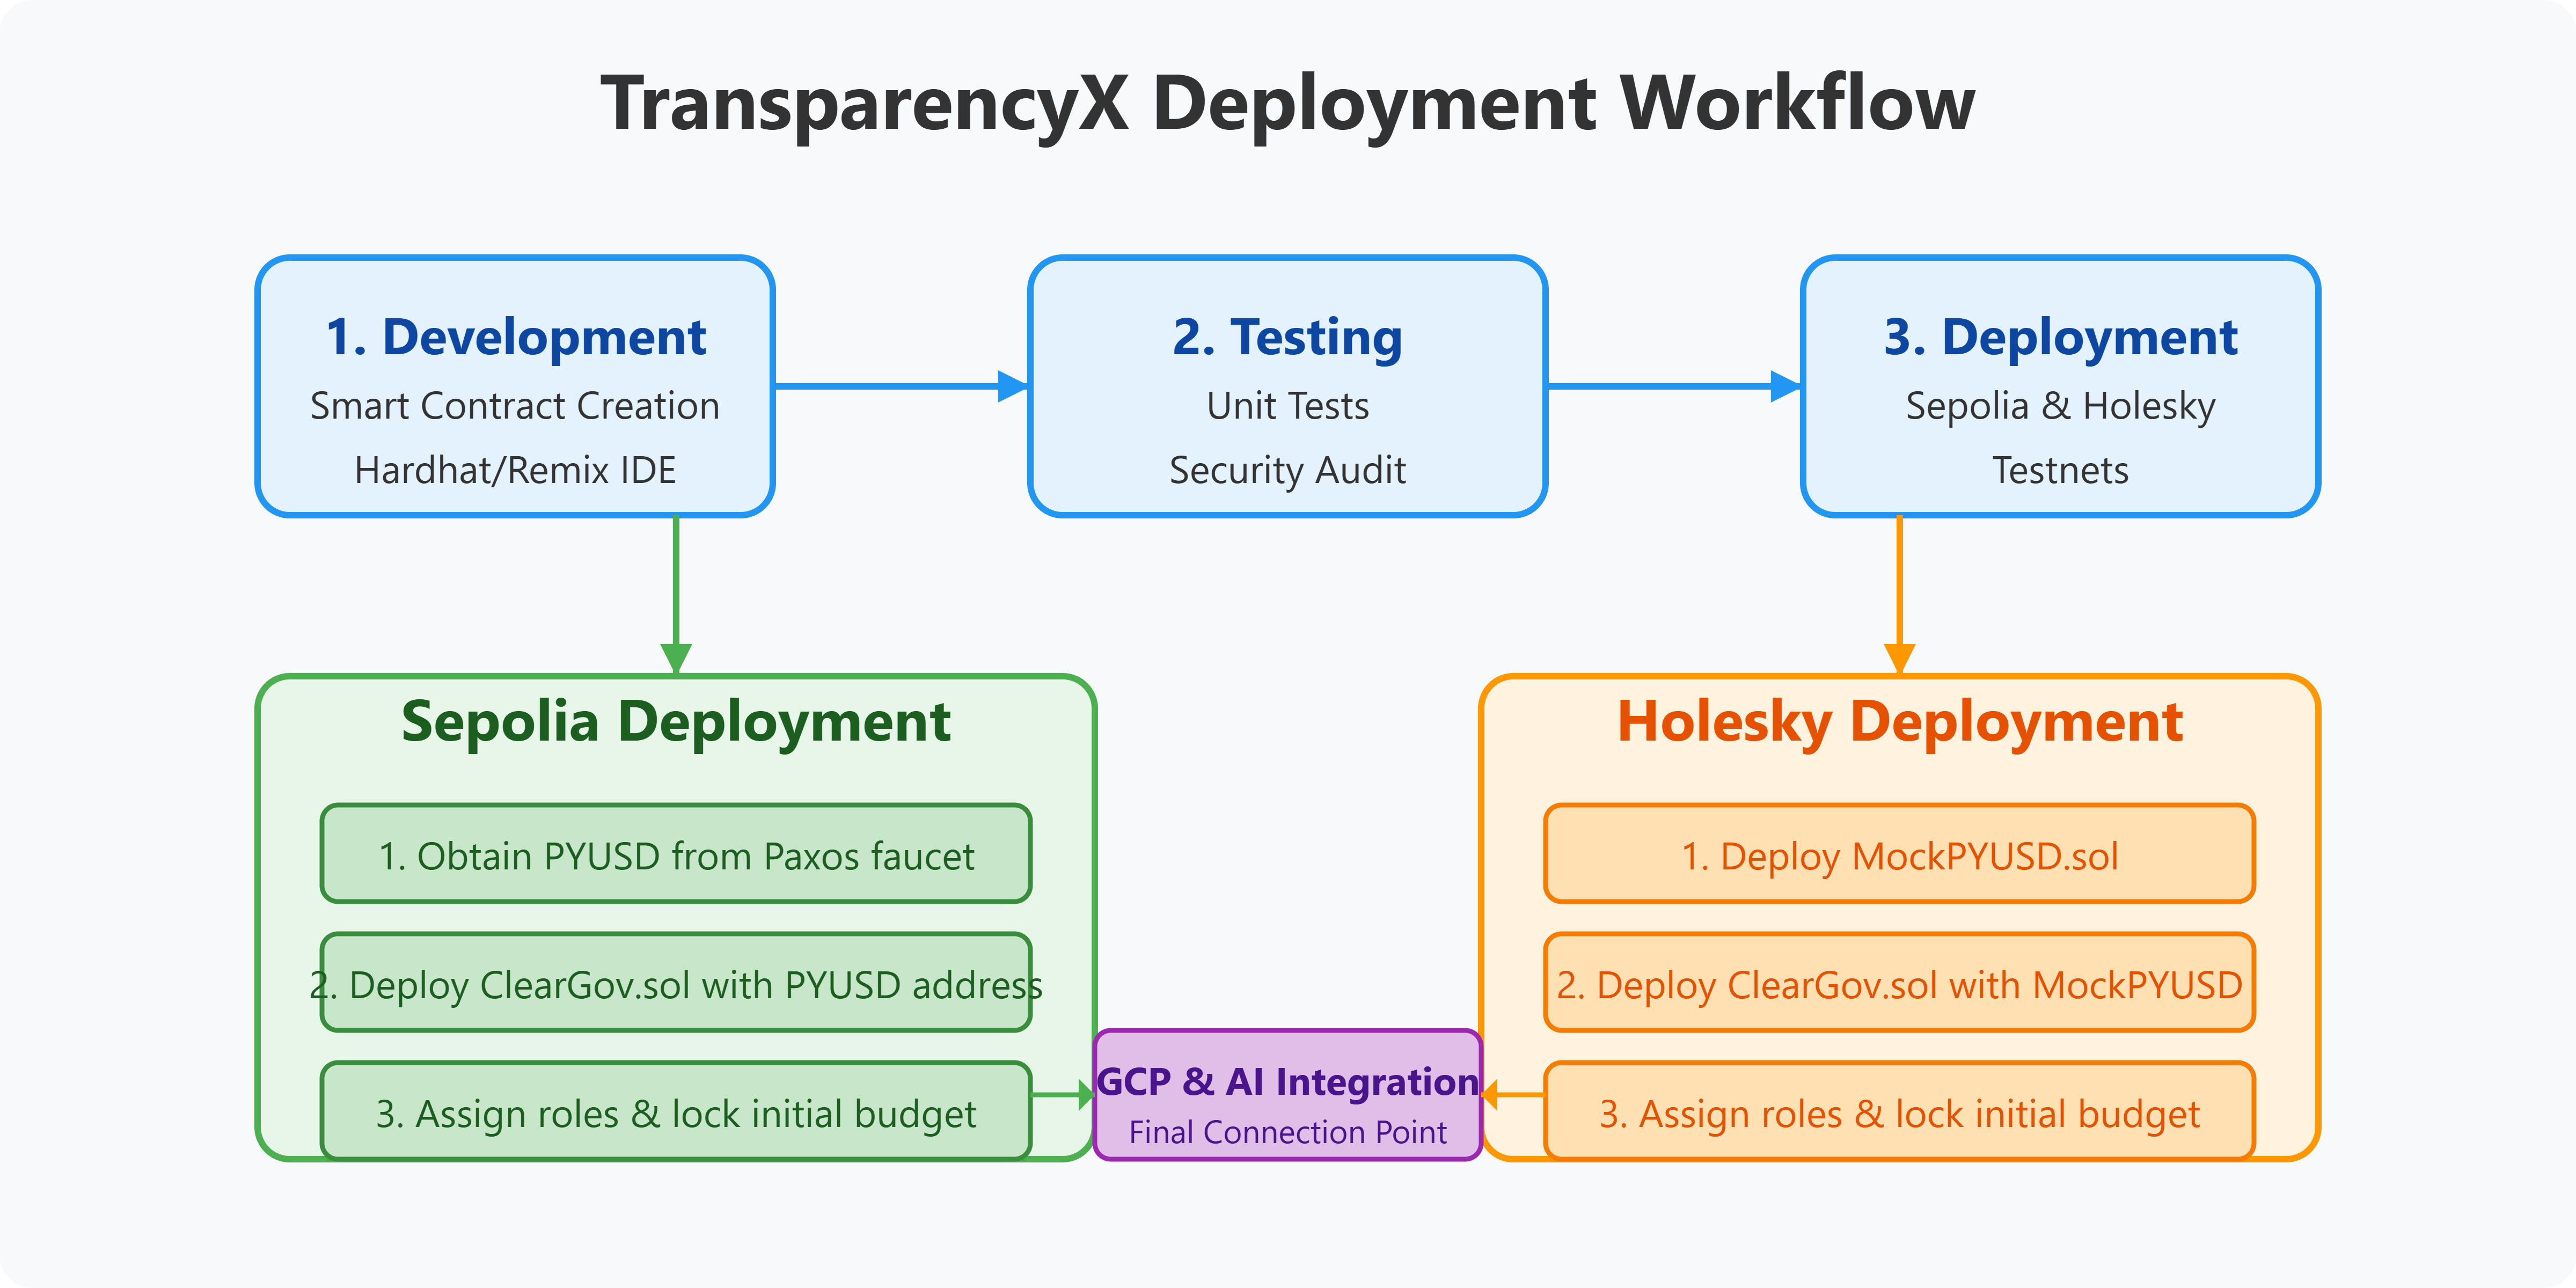 TransparencyX Deployment Workflow
1. Development
Smart Contract Creation
Hardhat/Remix IDE
2. Testing
Unit Tests
Security Audit
3. Deployment
Sepolia & Holesky
Testnets
Sepolia Deployment
1. Obtain PYUSD from Paxos faucet
2. Deploy ClearGov.sol with PYUSD address
3. Assign roles & lock initial budget
GCP & AI Integration
Final Connection Point
Holesky Deployment
1. Deploy MockPYUSD.sol
2. Deploy ClearGov.sol with MockPYUSD
3. Assign roles & lock initial budget